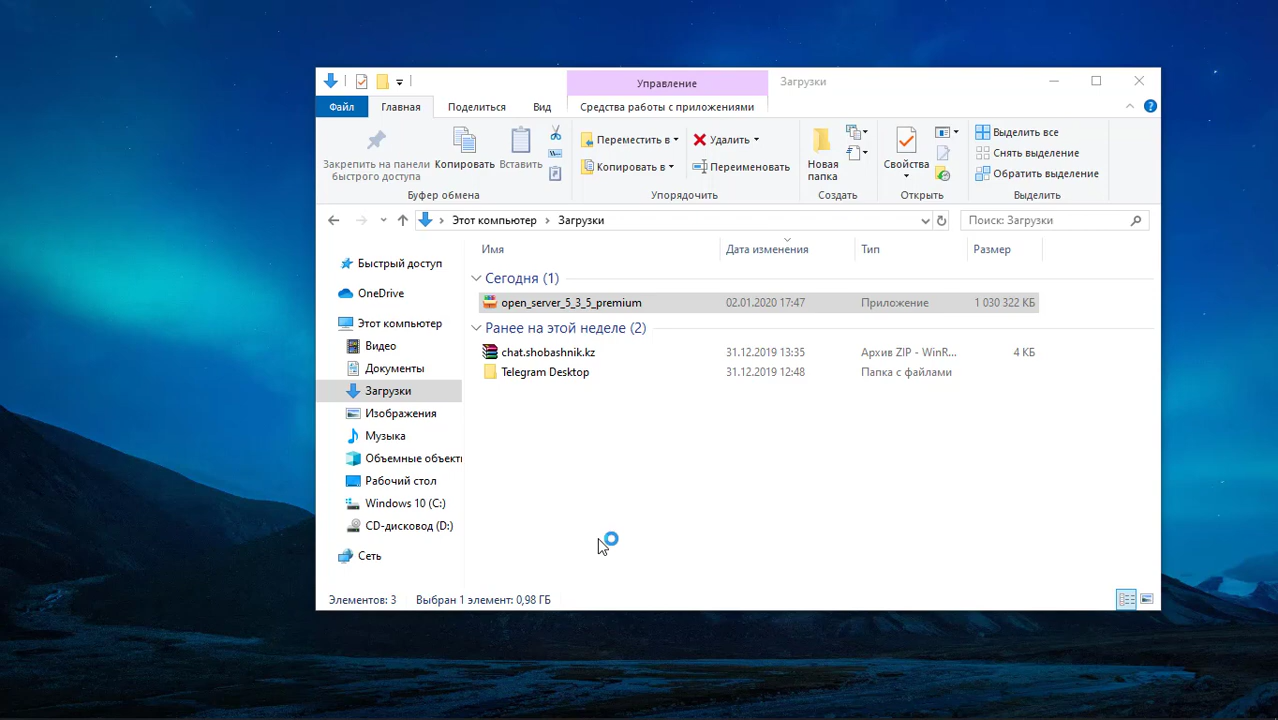 Управление
Загрузки
Файл
Главная
Поделиться
Вид
Средства работы с приложениями
Закрепить на панели быстрого доступа
Копировать
Вставить
Буфер обмена
Переместить в
Копировать в
Удалить
Переименовать
Упорядочить
Новая папка
Создать
Свойства
Открыть
Выделить все
Снять выделение
Обратить выделение
Выделить
Этот компьютер
Загрузки
Поиск: Загрузки
Имя
Дата изменения
Тип
Размер
Быстрый доступ
OneDrive
Этот компьютер
Видео
Документы
Загрузки
Изображения
Музыка
Объемные объект
Рабочий стол
Windows 10 (C:)
CD-дисковод (D:)
Сеть
Сегодня (1)
open_server_5_3_5_premium 02.01.2020 17:47 Приложение 1 030 322 КБ
Ранее на этой неделе (2)
chat.shobashnik.kz 31.12.2019 13:35 Архив ZIP - WinR... 4 КБ
Telegram Desktop 31.12.2019 12:48 Папка с файлами
Элементов: 3 Выбран 1 элемент: 0,98 ГБ